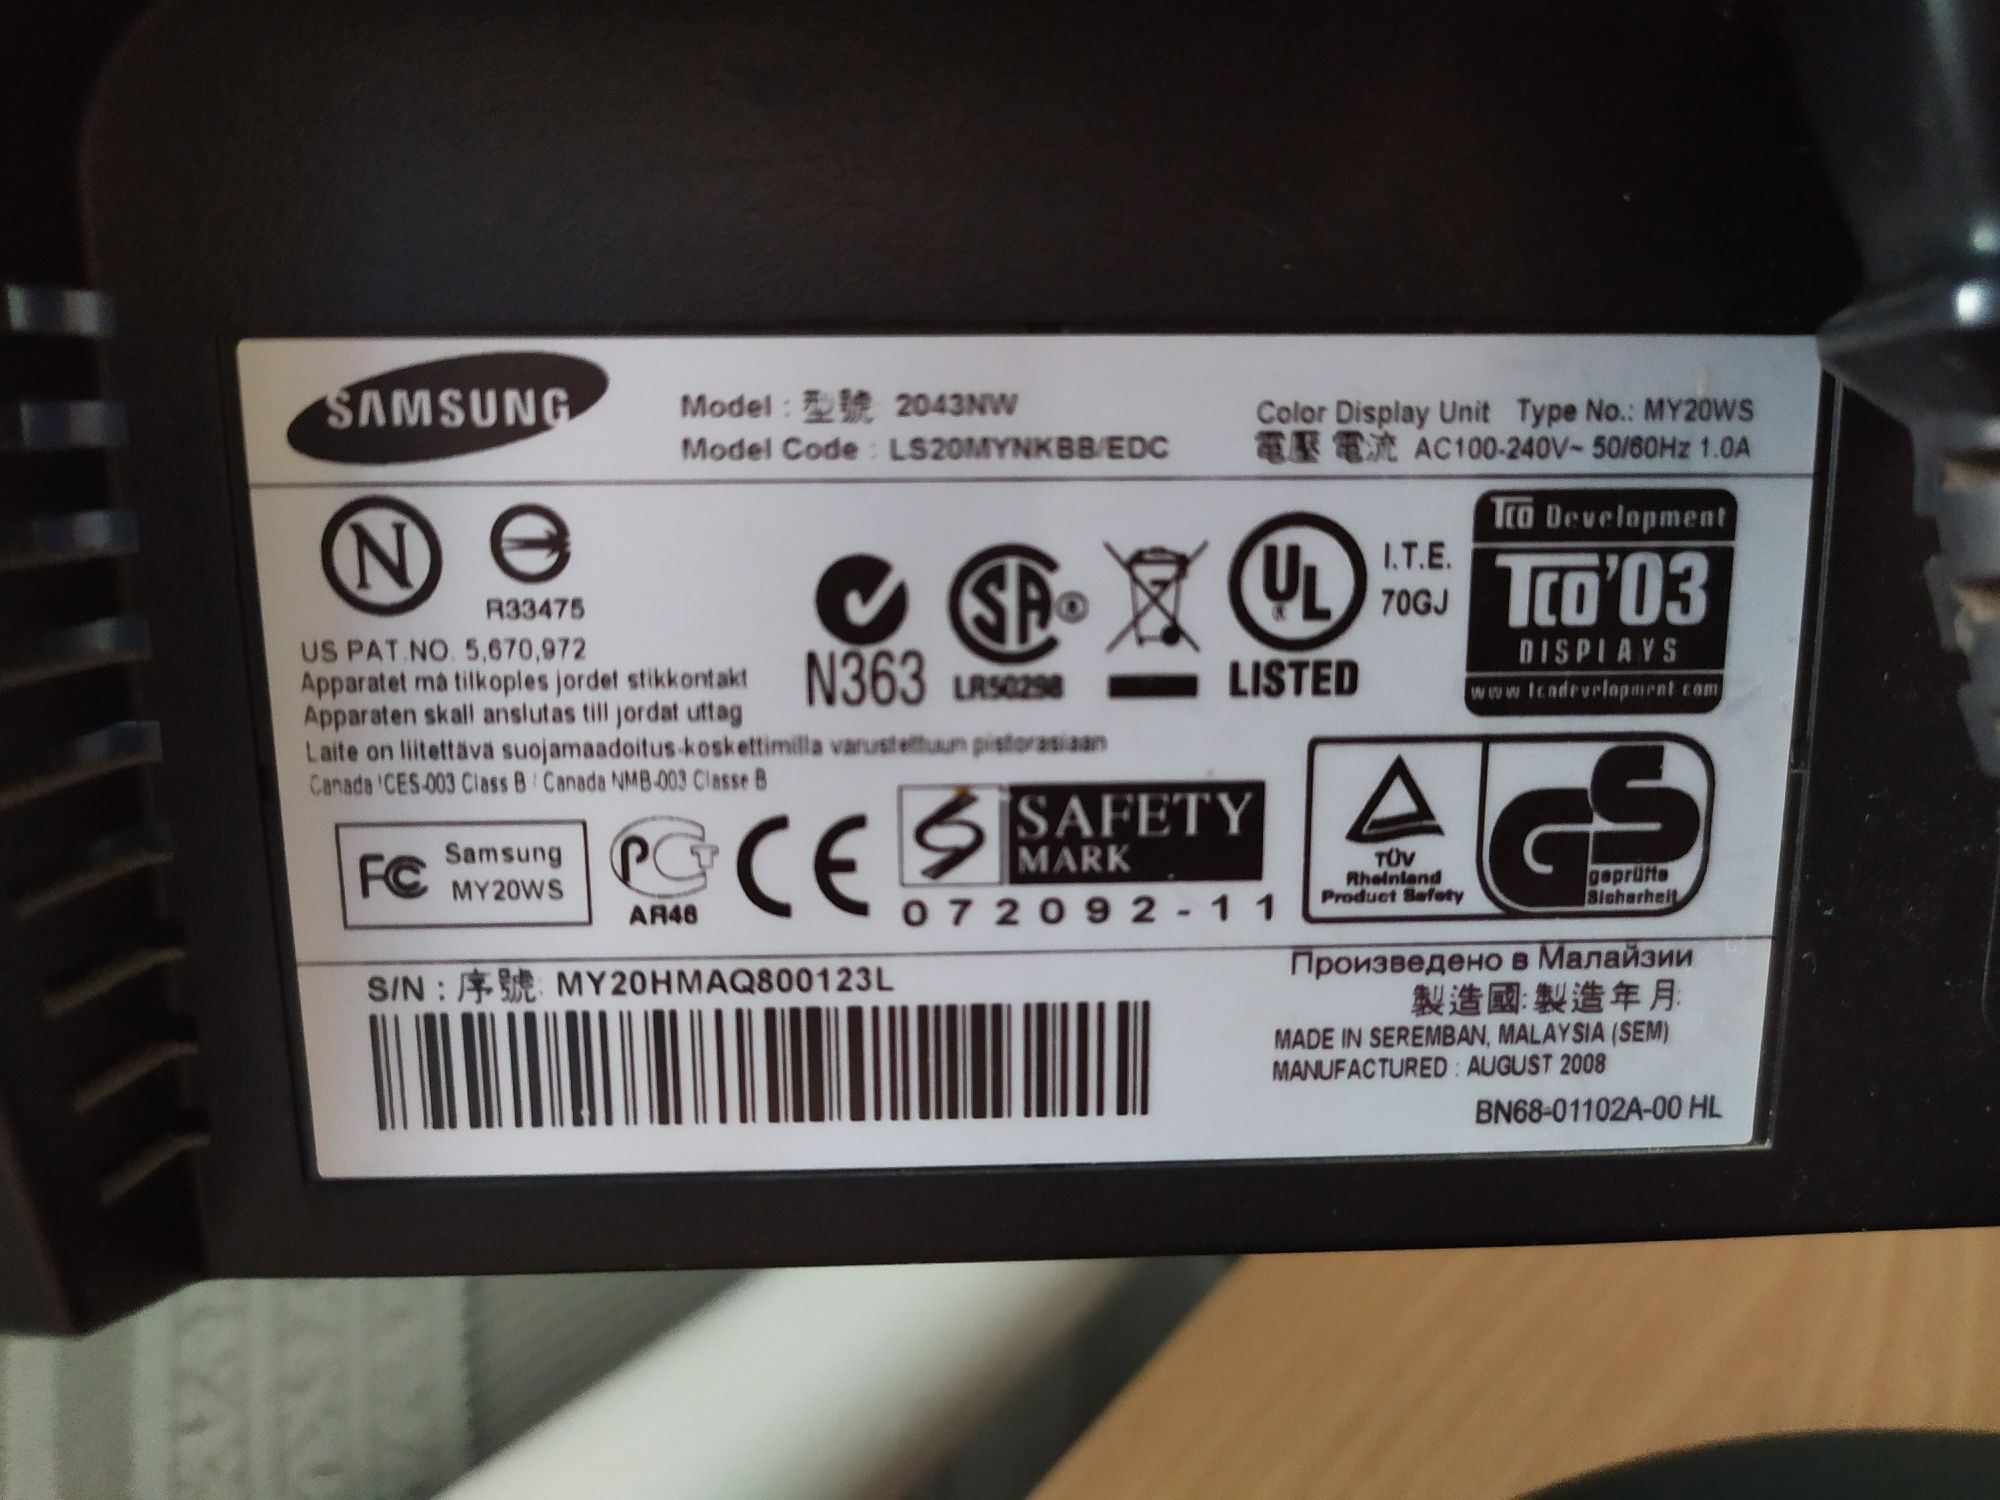 SAMSUNG
Model : 型號 2043NW
Model Code : LS20MYNKBB/EDC
Color Display Unit Type No.: MY20WS
電壓 電流 AC100-240V~ 50/60Hz 1.0A
N
R33475
US PAT.NO. 5,670,972
Apparatet må tilkoples jordet stikkontakt
Apparaten skall anslutas till jordat uttag
Laite on liitettävä suojamaadoitus-koskettimilla varustettuun pistorasiaan
Canada ICES-003 Class B / Canada NMB-003 Classe B
N363
SA ®
LR50298
UL ®
LISTED
I.T.E.
70GJ
TCO Development
TCO'03
DISPLAYS
www.tcodevelopment.com
FC Samsung
MY20WS
PCT
AR46
CE
SAFETY
MARK
072092-11
TÜV
Rheinland
Product Safety
GS
geprüfte
Sicherheit
S/N : 序號: MY20HMAQ800123L
Произведено в Малайзии
製造國: 製造年月:
MADE IN SEREMBAN, MALAYSIA (SEM)
MANUFACTURED : AUGUST 2008
BN68-01102A-00 HL